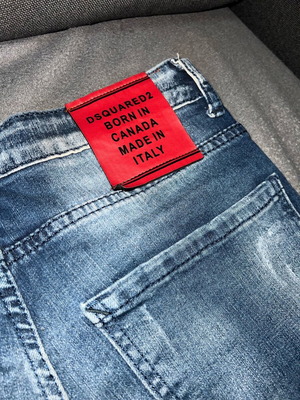 DSQUARED2
BORN IN
CANADA
MADE IN
ITALY